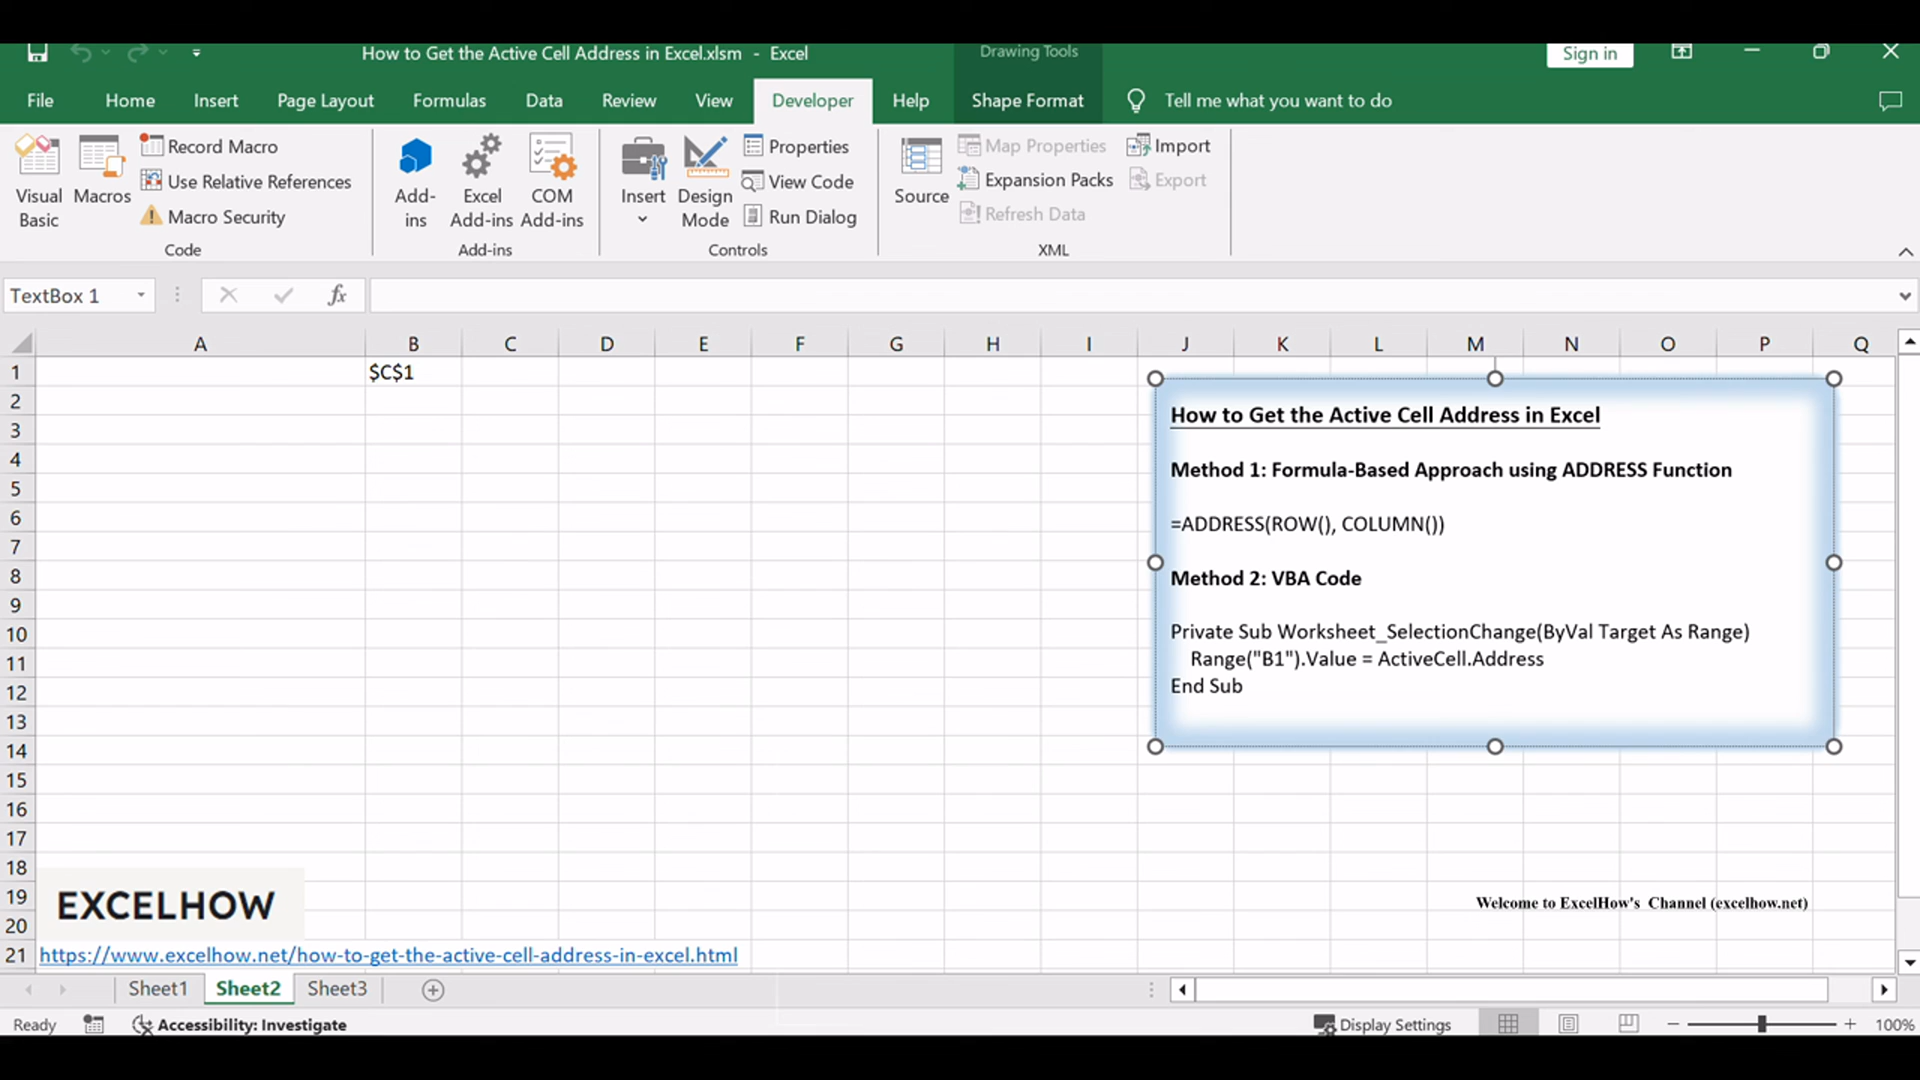 How to Get the Active Cell Address in Excel.xlsm - Excel
Drawing Tools
Sign in
File Home Insert Page Layout Formulas Data Review View Developer Help Shape Format Tell me what you want to do
Visual Basic
Macros
Record Macro
Use Relative References
Macro Security
Code
Add-ins
Excel Add-ins
COM Add-ins
Add-ins
Insert
Design Mode
Properties
View Code
Run Dialog
Controls
Source
Map Properties
Expansion Packs
Refresh Data
Import
Export
XML
TextBox 1
fx
A B C D E F G H I J K L M N O P Q
1 $C$1
2
3
4
5
6
7
8
9
10
11
12
13
14
15
16
17
18
19
20
21
How to Get the Active Cell Address in Excel
Method 1: Formula-Based Approach using ADDRESS Function
=ADDRESS(ROW(), COLUMN())
Method 2: VBA Code
Private Sub Worksheet_SelectionChange(ByVal Target As Range)
Range("B1").Value = ActiveCell.Address
End Sub
EXCELHOW
Welcome to ExcelHow's Channel (excelhow.net)
https://www.excelhow.net/how-to-get-the-active-cell-address-in-excel.html
Sheet1 Sheet2 Sheet3
Ready Accessibility: Investigate Display Settings 100%